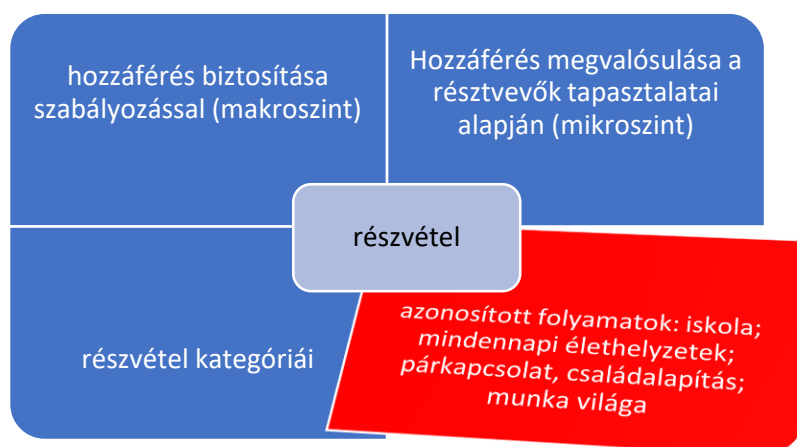 hozzáférés biztosítása
szabályozással (makroszint)
Hozzáférés megvalósulása a
résztvevők tapasztalatai
alapján (mikroszint)
részvétel
részvétel kategóriái
azonosított folyamatok: iskola;
mindennapi élethelyzetek;
párkapcsolat, családalapítás;
munka világa